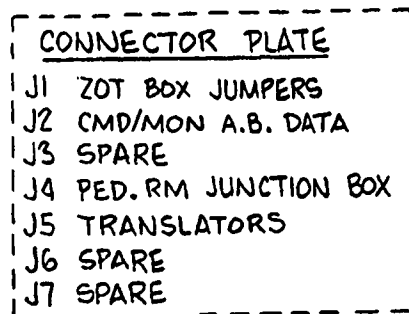 CONNECTOR PLATE
J1 ZOT BOX JUMPERS
J2 CMD/MON A.B. DATA
J3 SPARE
J4 PED. RM JUNCTION BOX
J5 TRANSLATORS
J6 SPARE
J7 SPARE